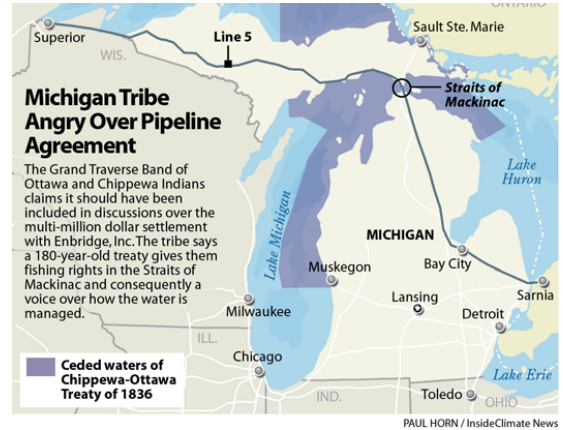 ONTARIO
Superior
Line 5
Sault Ste. Marie
WIS.
Michigan Tribe
Angry Over Pipeline
Agreement
Straits of
Mackinac
The Grand Traverse Band of
Ottawa and Chippewa Indians
claims it should have been
included in discussions over the
multi-million dollar settlement
with Enbridge, Inc. The tribe says
a 180-year-old treaty gives them
fishing rights in the Straits of
Mackinac and consequently a
voice over how the water is
managed.
Lake
Huron
Lake Michigan
MICHIGAN
Bay City
Muskegon
Sarnia
Lansing
Detroit
Milwaukee
ILL.
Chicago
Lake Erie
Ceded waters of
Chippewa-Ottawa
Treaty of 1836
IND.
Toledo
OHIO
PAUL HORN / InsideClimate News